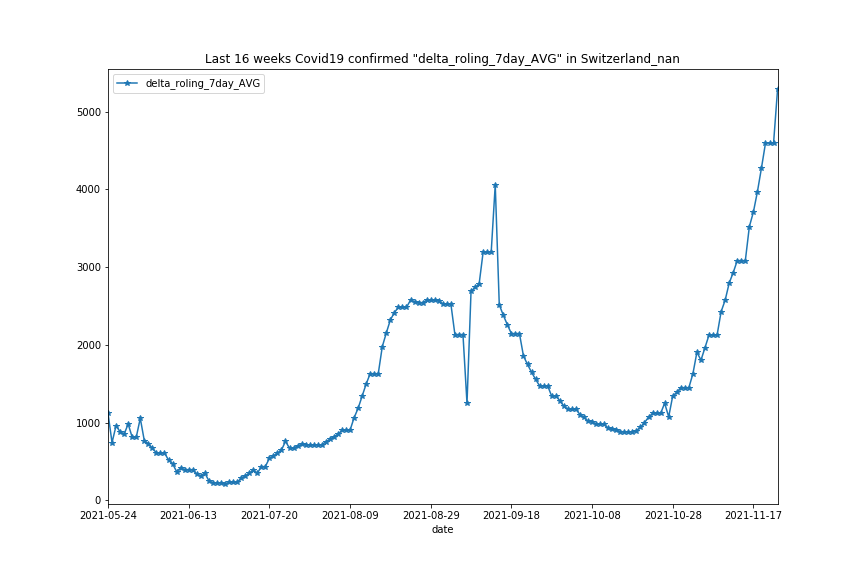 Last 16 weeks Covid19 confirmed "delta_roling_7day_AVG" in Switzerland_nan
delta_roling_7day_AVG
5000
4000
3000
2000
1000
0
2021-05-24 2021-06-13 2021-07-20 2021-08-09 2021-08-29 2021-09-18 2021-10-08 2021-10-28 2021-11-17
date